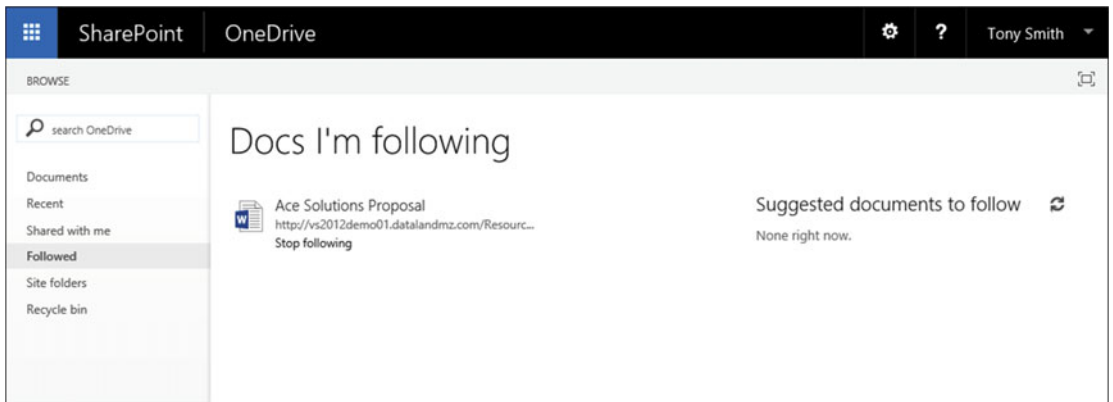 SharePoint OneDrive ? Tony Smith
BROWSE
search OneDrive
Documents
Recent
Shared with me
Followed
Site folders
Recycle bin
Docs I'm following
Ace Solutions Proposal
http://vs2012demo01.datalandmz.com/Resourc...
Stop following
Suggested documents to follow
None right now.